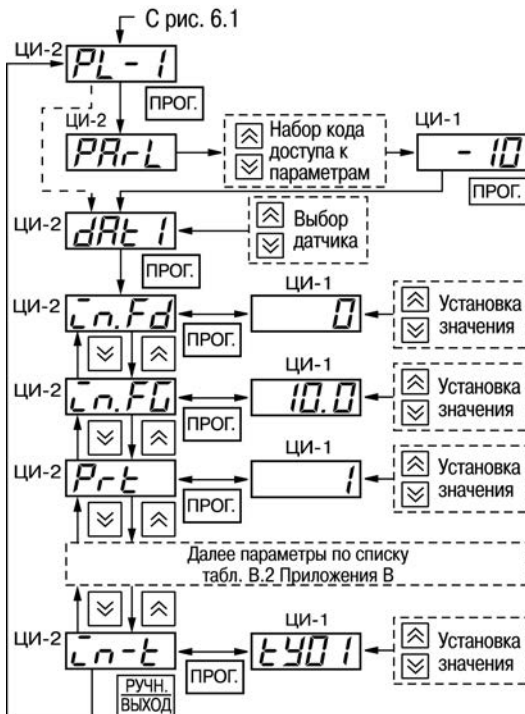 С рис. 6.1
ЦИ-2
PL-1
ПРОГ.
ЦИ-2
PArL
Набор кода
доступа к
параметрам
ЦИ-1
-10
ПРОГ.
ЦИ-2
dAt1
Выбор
датчика
ПРОГ.
ЦИ-2
in.Fd
ПРОГ.
ЦИ-1
0
Установка
значения
ЦИ-2
in.FG
ПРОГ.
ЦИ-1
10.0
Установка
значения
ЦИ-2
Prt
ПРОГ.
ЦИ-1
1
Установка
значения
Далее параметры по списку
табл. В.2 Приложения В
ЦИ-2
in-t
ПРОГ.
ЦИ-1
tY01
Установка
значения
РУЧН.
ВЫХОД